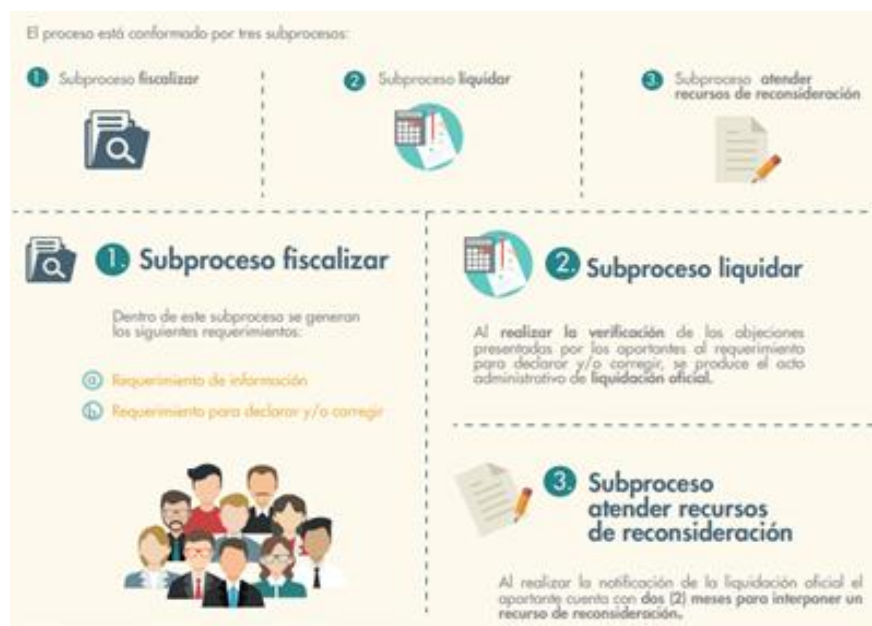 El proceso está conformado por tres subprocesos:
1. Subproceso fiscalizar
2 Subproceso liquidar
3. Subproceso atender
recursos de reconsideración
1. Subproceso fiscalizar
Dentro de este subproceso se generan
los siguientes requerimientos:
a Requerimiento de información
b Requerimiento para declarar y/o corregir
2. Subproceso liquidar
Al realizar la verificación de las objeciones
presentadas por los aportantes al requerimiento
para declarar y/o corregir, se produce el acto
administrativo de liquidación oficial.
3. Subproceso
atender recursos
de reconsideración
Al realizar la notificación de la liquidación oficial el
aportante cuenta con dos (2) meses para interponer un
recurso de reconsideración.